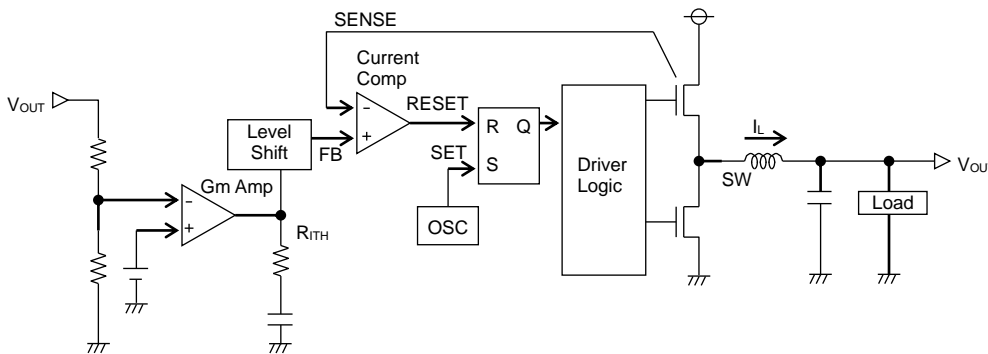 SENSE
Current
Comp
VOUT
RESET
Level
Shift
FB
SET
R Q
S
Driver
Logic
IL
SW
VOU
Load
Gm Amp
OSC
RITH
-
+
-
+